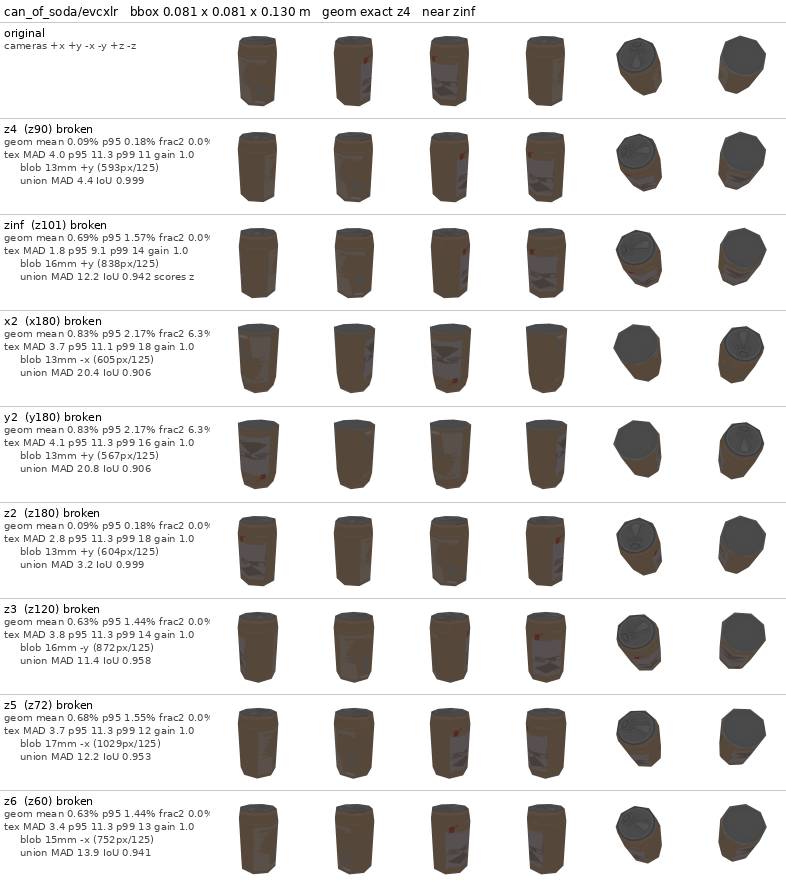 can_of_soda/evcxlr   bbox 0.081 x 0.081 x 0.130 m   geom exact z4   near zinf
original
cameras +x +y -x -y +z -z
z4  (z90) broken
geom mean 0.09% p95 0.18% frac2 0.0%
tex MAD 4.0 p95 11.3 p99 11 gain 1.0
blob 13mm +y (593px/125)
union MAD 4.4 IoU 0.999
zinf  (z101) broken
geom mean 0.69% p95 1.57% frac2 0.0%
tex MAD 1.8 p95 9.1 p99 14 gain 1.0
blob 16mm +y (838px/125)
union MAD 12.2 IoU 0.942 scores z
x2  (x180) broken
geom mean 0.83% p95 2.17% frac2 6.3%
tex MAD 3.7 p95 11.1 p99 18 gain 1.0
blob 13mm -x (605px/125)
union MAD 20.4 IoU 0.906
y2  (y180) broken
geom mean 0.83% p95 2.17% frac2 6.3%
tex MAD 4.1 p95 11.3 p99 16 gain 1.0
blob 13mm +y (567px/125)
union MAD 20.8 IoU 0.906
z2  (z180) broken
geom mean 0.09% p95 0.18% frac2 0.0%
tex MAD 2.8 p95 11.3 p99 18 gain 1.0
blob 13mm +y (604px/125)
union MAD 3.2 IoU 0.999
z3  (z120) broken
geom mean 0.63% p95 1.44% frac2 0.0%
tex MAD 3.8 p95 11.3 p99 14 gain 1.0
blob 16mm -y (872px/125)
union MAD 11.4 IoU 0.958
z5  (z72) broken
geom mean 0.68% p95 1.55% frac2 0.0%
tex MAD 3.7 p95 11.3 p99 12 gain 1.0
blob 17mm -x (1029px/125)
union MAD 12.2 IoU 0.953
z6  (z60) broken
geom mean 0.63% p95 1.44% frac2 0.0%
tex MAD 3.4 p95 11.3 p99 13 gain 1.0
blob 15mm -x (752px/125)
union MAD 13.9 IoU 0.941